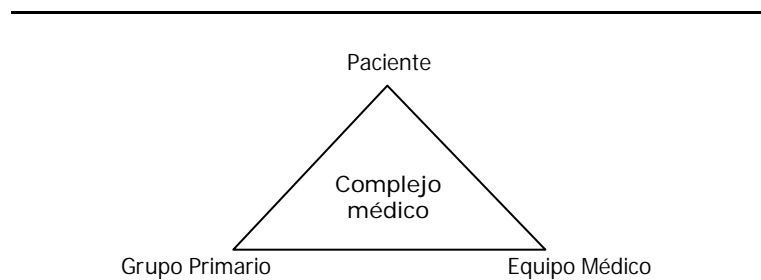 Paciente
Complejo
médico
Grupo Primario
Equipo Médico